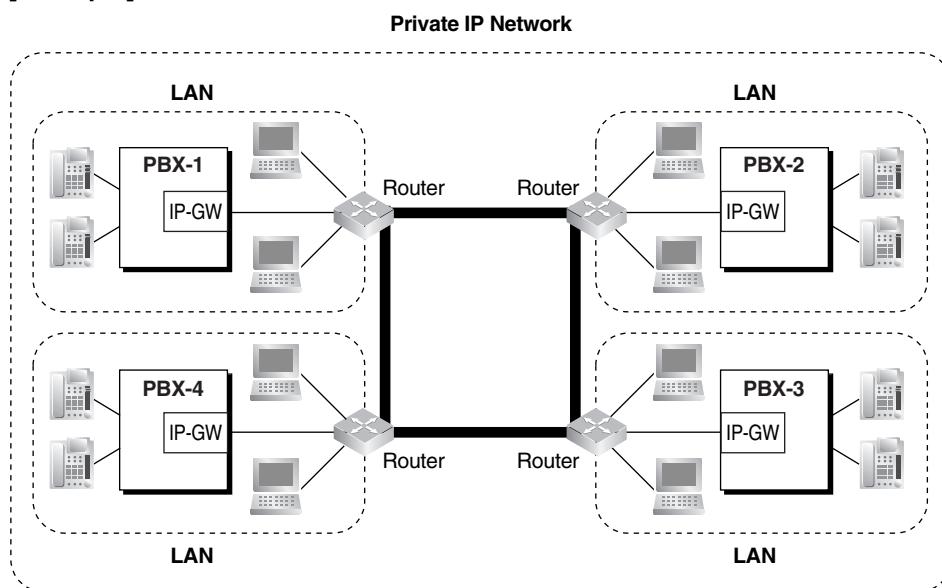 Private IP Network
LAN
LAN
PBX-1
IP-GW
Router
Router
PBX-2
IP-GW
PBX-4
IP-GW
Router
Router
PBX-3
IP-GW
LAN
LAN